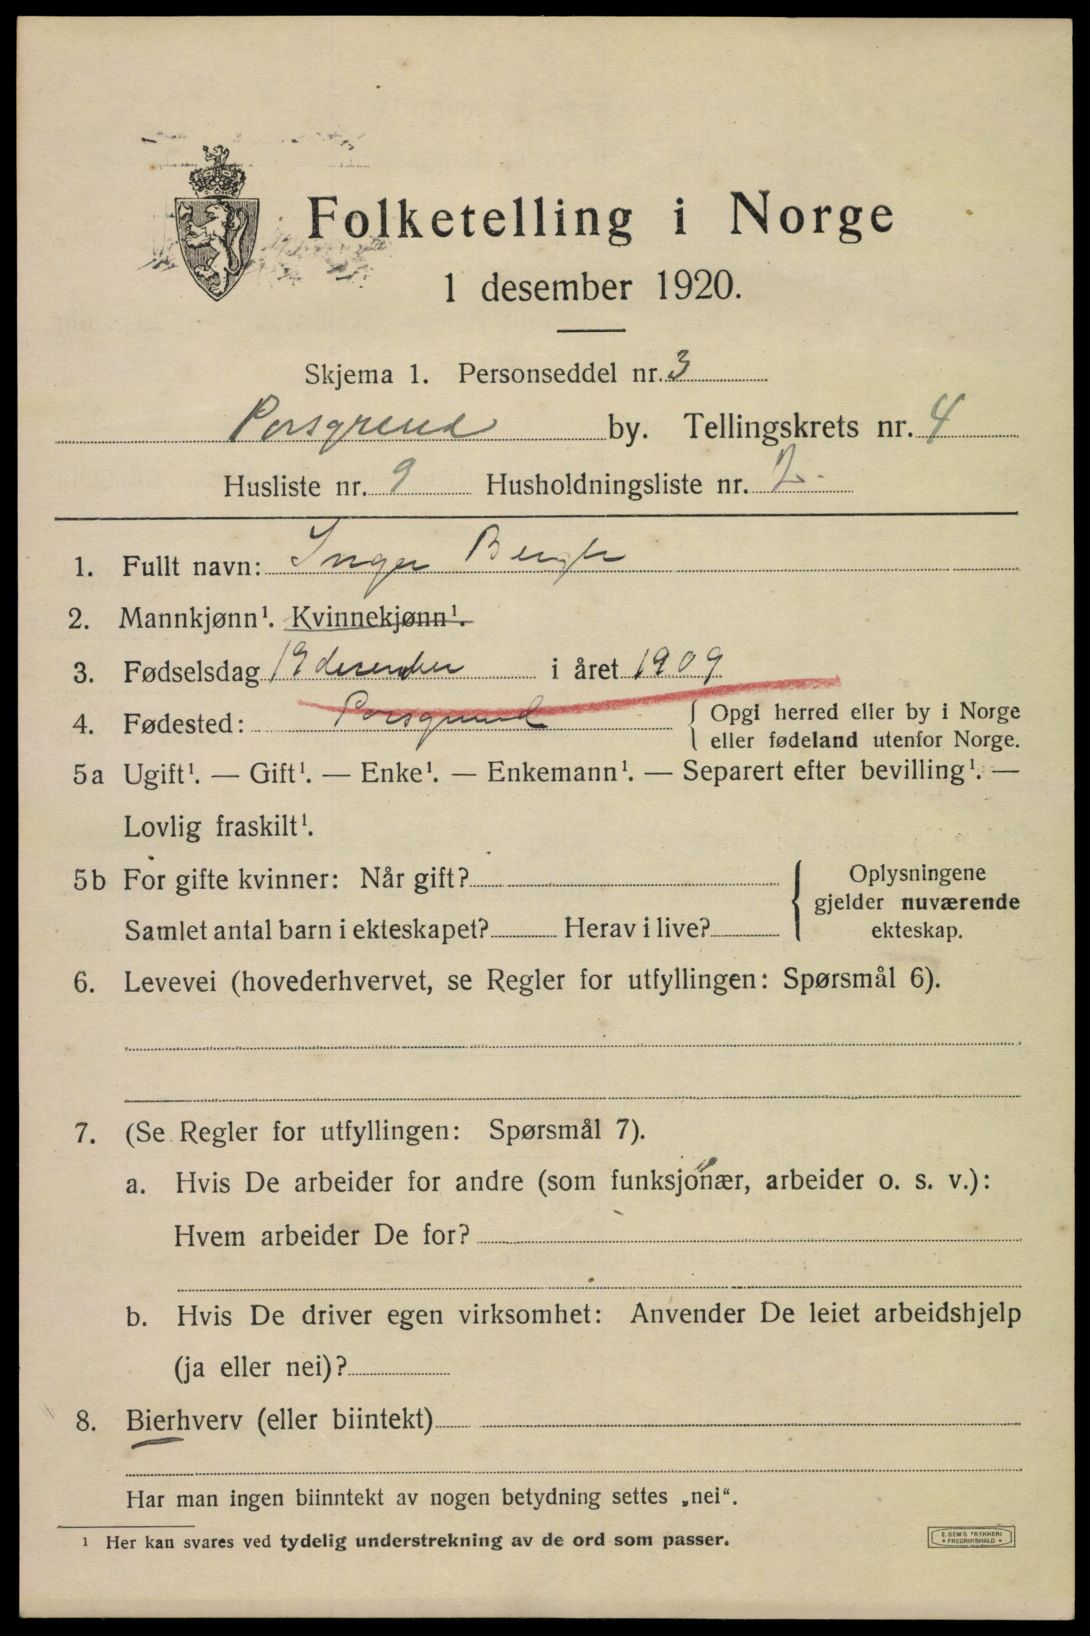 Folketelling i Norge
1 desember 1920.
Skjema 1. Personseddel nr. 3
Porsgrund by. Tellingskrets nr. 4
Husliste nr. 9 Husholdningsliste nr. 2.
1. Fullt navn: Inger
2. Mannkjønn¹. Kvinnekjønn¹.
3. Fødselsdag 19 desember i året 1909
4. Fødested: Porsgrund { Opgi herred eller by i Norge
eller fødeland utenfor Norge.
5a Ugift¹. — Gift¹. — Enke¹. — Enkemann¹. — Separert efter bevilling¹. —
Lovlig fraskilt¹.
5b For gifte kvinner: Når gift?
Samlet antal barn i ekteskapet? Herav i live?
{ Oplysningene
gjelder nuværende
ekteskap.
6. Levevei (hovederhvervet, se Regler for utfyllingen: Spørsmål 6).
7. (Se Regler for utfyllingen: Spørsmål 7).
a. Hvis De arbeider for andre (som funksjonær, arbeider o. s. v.):
Hvem arbeider De for?
b. Hvis De driver egen virksomhet: Anvender De leiet arbeidshjelp
(ja eller nei)?
8. Bierhverv (eller biintekt)
Har man ingen biinntekt av nogen betydning settes „nei“.
¹ Her kan svares ved tydelig understrekning av de ord som passer.
E. SEM'S TRYKKERI
• FREDRIKSHALD •